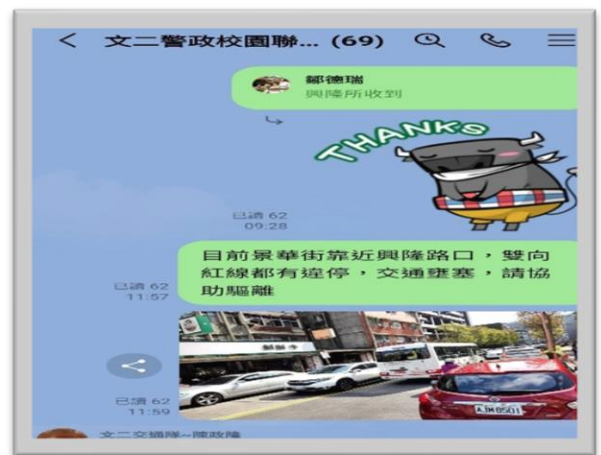 文二警政校園聯... (69)
鄒德瑞
興隆所收到
THANKS
已讀 62
09:28
目前景華街靠近興隆路口，雙向
紅線都有違停，交通壅塞，請協
助驅離
已讀 62
11:57
已讀 62
11:59
文二交通隊~陳政隆